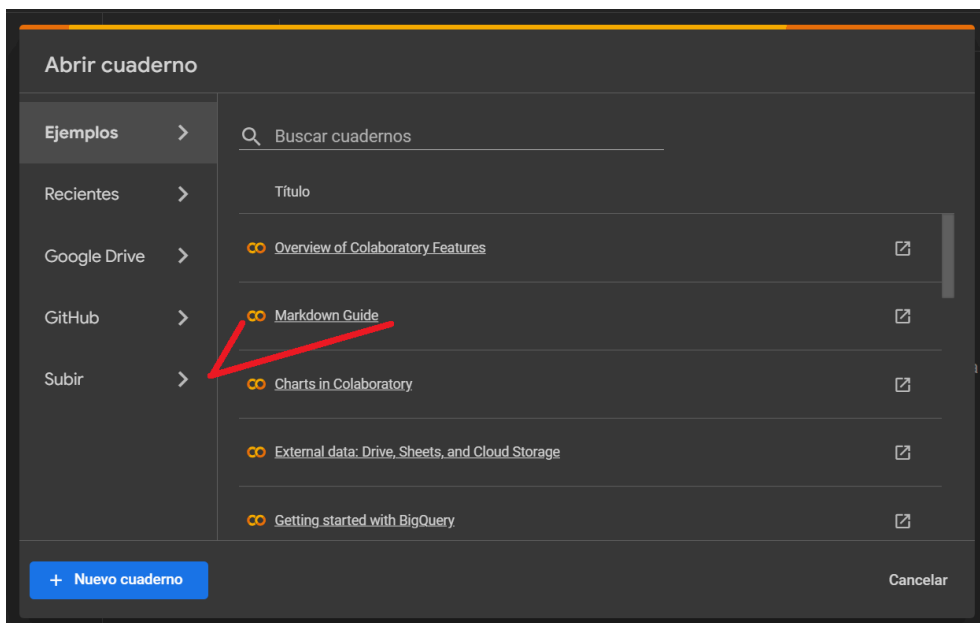 Abrir cuaderno
Ejemplos
Recientes
Google Drive
GitHub
Subir
Buscar cuadernos
Título
Overview of Colaboratory Features
Markdown Guide
Charts in Colaboratory
External data: Drive, Sheets, and Cloud Storage
Getting started with BigQuery
+ Nuevo cuaderno
Cancelar